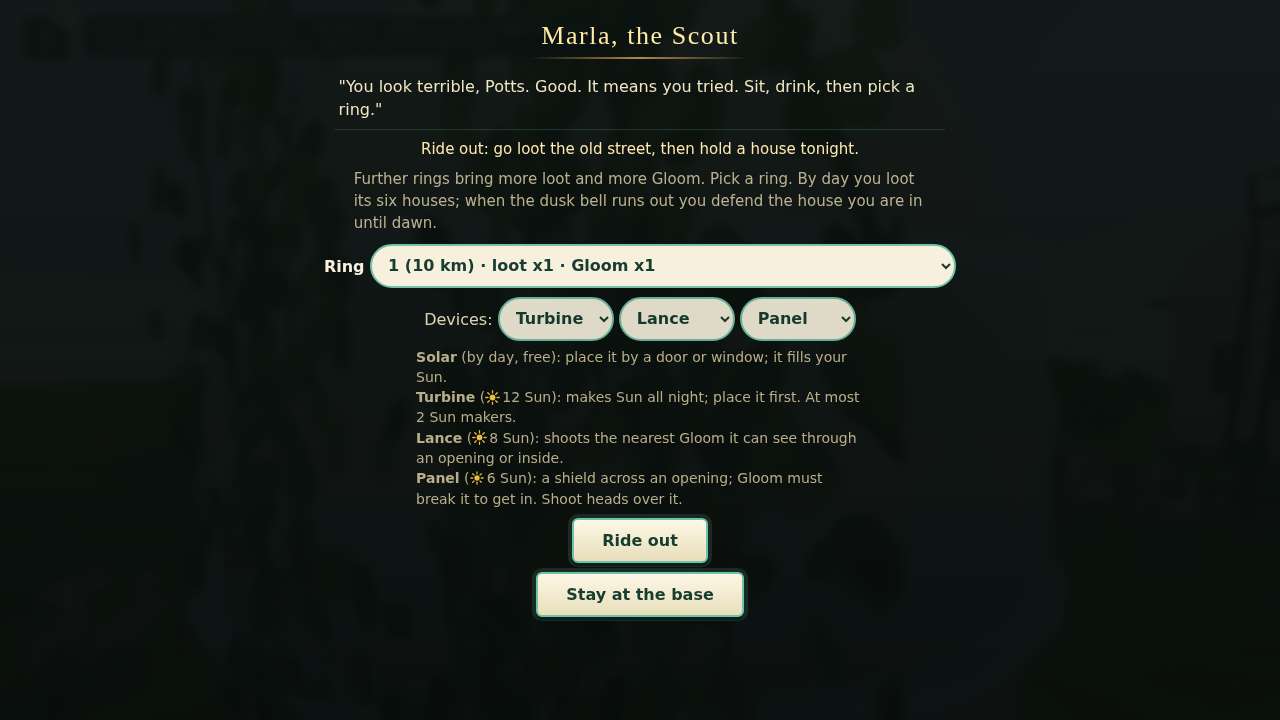 Marla, the Scout
"You look terrible, Potts. Good. It means you tried. Sit, drink, then pick a
ring."
Ride out: go loot the old street, then hold a house tonight.
Further rings bring more loot and more Gloom. Pick a ring. By day you loot
its six houses; when the dusk bell runs out you defend the house you are in
until dawn.
Ring 1 (10 km) · loot x1 · Gloom x1
Devices: Turbine Lance Panel
Solar (by day, free): place it by a door or window; it fills your
Sun.
Turbine (☀12 Sun): makes Sun all night; place it first. At most
2 Sun makers.
Lance (☀8 Sun): shoots the nearest Gloom it can see through
an opening or inside.
Panel (☀6 Sun): a shield across an opening; Gloom must
break it to get in. Shoot heads over it.
Ride out
Stay at the base